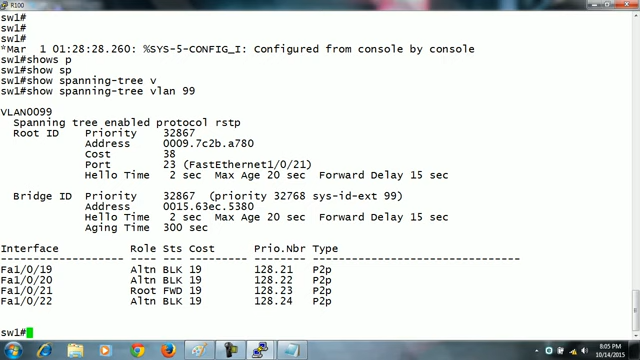 R100
sw1#
sw1#
sw1#
*Mar  1 01:28:28.260: %SYS-5-CONFIG_I: Configured from console by console
sw1#shows p
sw1#show sp
sw1#show spanning-tree v
sw1#show spanning-tree vlan 99
VLAN0099
Spanning tree enabled protocol rstp
Root ID    Priority    32867
Address     0009.7c2b.a780
Cost        38
Port        23 (FastEthernet1/0/21)
Hello Time   2 sec  Max Age 20 sec  Forward Delay 15 sec
Bridge ID  Priority    32867  (priority 32768 sys-id-ext 99)
Address     0015.63ec.5380
Hello Time   2 sec  Max Age 20 sec  Forward Delay 15 sec
Aging Time  300 sec
Interface           Role Sts Cost      Prio.Nbr Type
------------------- ---- --- --------- -------- --------------------------------
Fa1/0/19            Altn BLK 19        128.21   P2p
Fa1/0/20            Altn BLK 19        128.22   P2p
Fa1/0/21            Root FWD 19        128.23   P2p
Fa1/0/22            Altn BLK 19        128.24   P2p
sw1#
8:05 PM
10/14/2015